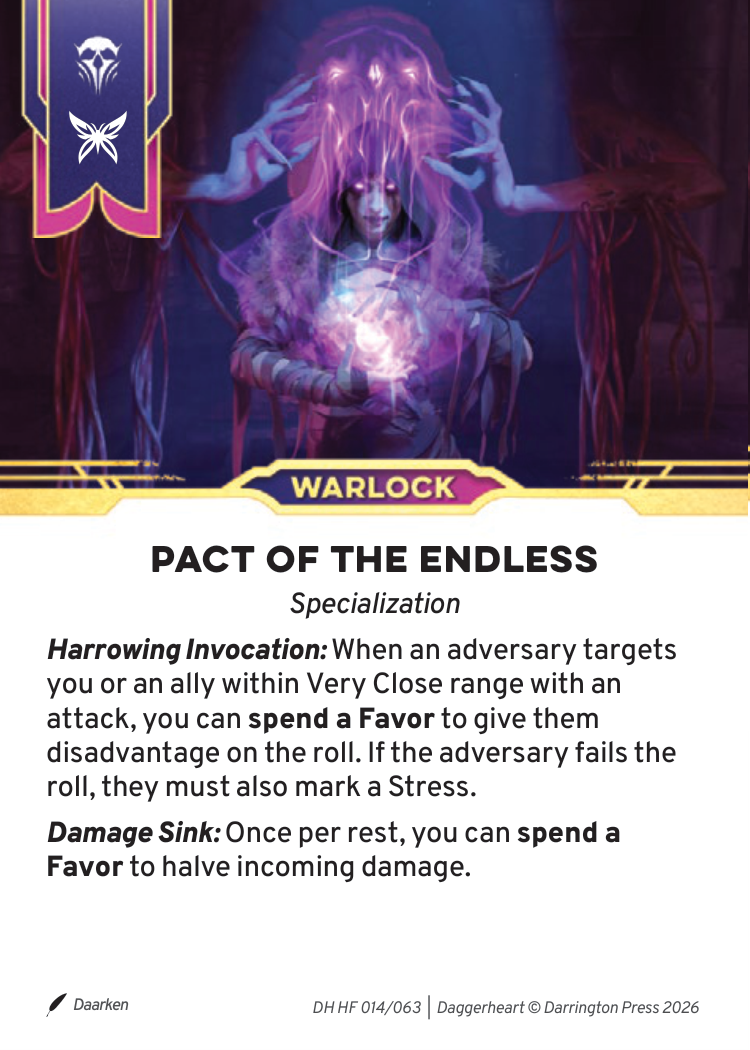 WARLOCK
PACT OF THE ENDLESS
Specialization
Harrowing Invocation: When an adversary targets
you or an ally within Very Close range with an
attack, you can spend a Favor to give them
disadvantage on the roll. If the adversary fails the
roll, they must also mark a Stress.
Damage Sink: Once per rest, you can spend a
Favor to halve incoming damage.
Daarken
DH HF 014/063 | Daggerheart © Darrington Press 2026